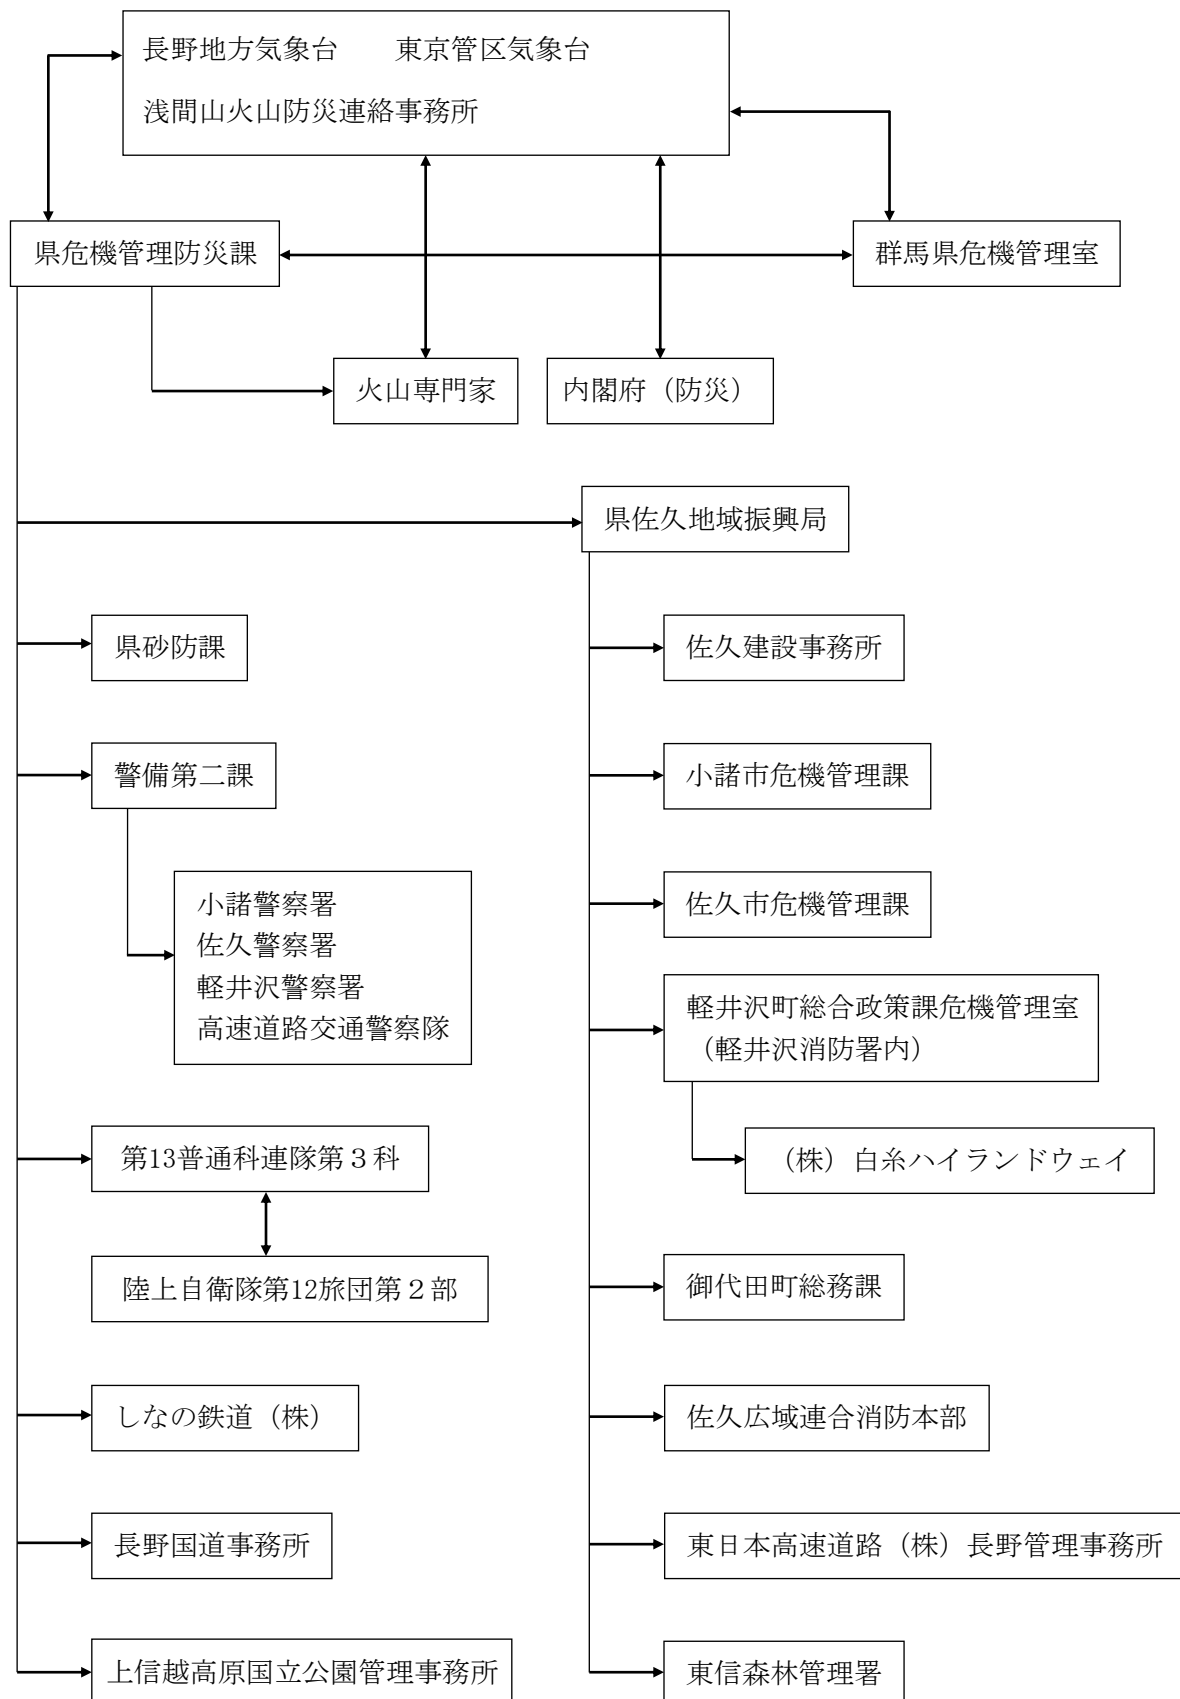 長野地方気象台　　東京管区気象台
浅間山火山防災連絡事務所
県危機管理防災課
群馬県危機管理室
火山専門家
内閣府（防災）
県佐久地域振興局
県砂防課
佐久建設事務所
警備第二課
小諸市危機管理課
小諸警察署
佐久警察署
軽井沢警察署
高速道路交通警察隊
佐久市危機管理課
軽井沢町総合政策課危機管理室
（軽井沢消防署内）
第13普通科連隊第３科
（株）白糸ハイランドウェイ
陸上自衛隊第12旅団第２部
御代田町総務課
しなの鉄道（株）
佐久広域連合消防本部
長野国道事務所
東日本高速道路（株）長野管理事務所
上信越高原国立公園管理事務所
東信森林管理署